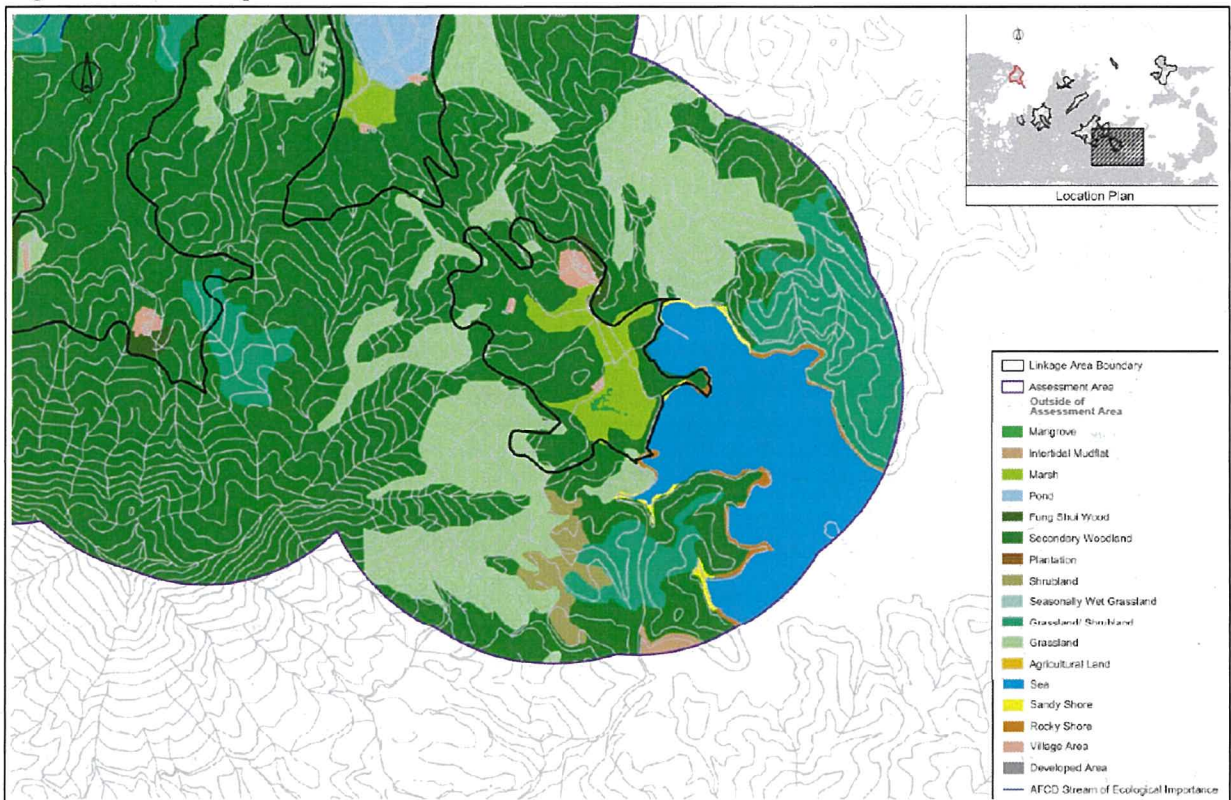 Location Plan
Linkage Area Boundary
Assessment Area
Outside of
Assessment Area
Mangrove
Intertidal Mudflat
Marsh
Pond
Fung Shui Wood
Secondary Woodland
Plantation
Shrubland
Seasonally Wet Grassland
Grassland/ Shrubland
Grassland
Agricultural Land
Sea
Sandy Shore
Rocky Shore
Village Area
Developed Area
AFCD Stream of Ecological Importance